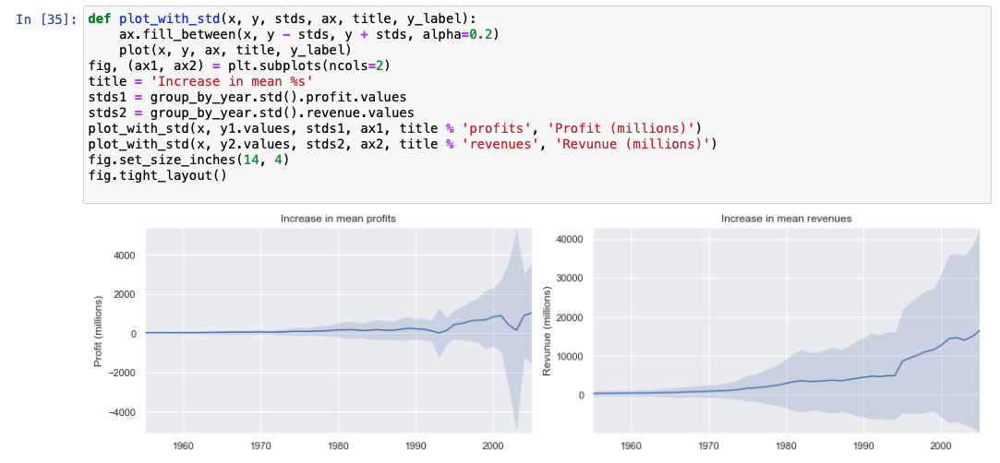 In [35]: def plot_with_std(x, y, stds, ax, title, y_label):
    ax.fill_between(x, y - stds, y + stds, alpha=0.2)
    plot(x, y, ax, title, y_label)
fig, (ax1, ax2) = plt.subplots(ncols=2)
title = 'Increase in mean %s'
stds1 = group_by_year.std().profit.values
stds2 = group_by_year.std().revenue.values
plot_with_std(x, y1.values, stds1, ax1, title % 'profits', 'Profit (millions)')
plot_with_std(x, y2.values, stds2, ax2, title % 'revenues', 'Revunue (millions)')
fig.set_size_inches(14, 4)
fig.tight_layout()
Increase in mean profits
Profit (millions)
4000
2000
0
−2000
−4000
1960 1970 1980 1990 2000
Increase in mean revenues
Revunue (millions)
40000
30000
20000
10000
0
1960 1970 1980 1990 2000